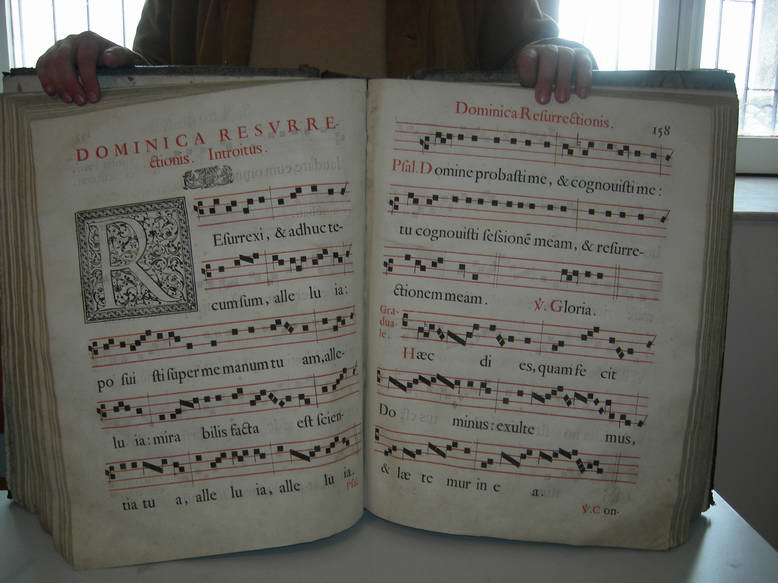 DOMINICA RESVRRE-
ctionis. Introitus.
R
Esurrexi, & adhuc te-
cum sum, alle lu ia:
po sui sti super me manum tu am, alle-
lu ia: mira bilis facta est scien-
tia tu a, alle lu ia, alle lu ia.
Psal.
Dominica Resurrectionis.
158
Psal. Domine probasti me, & cognouisti me:
tu cognouisti sessionẽ meam, & resurre-
ctionem meam. ℣. Gloria.
Gra-
dua-
le.
Hæc di es, quam fe cit
Do minus: exulte mus,
& læ te mur in e a.
℣. Con-